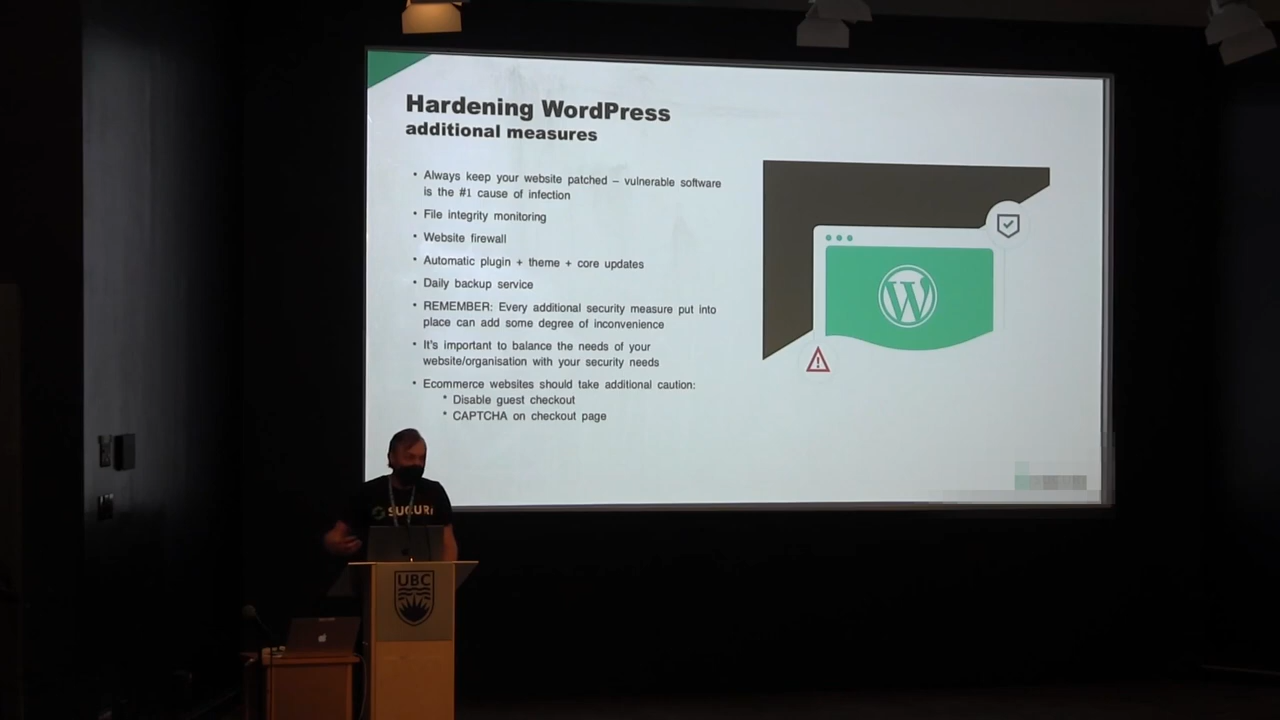 Hardening WordPress
additional measures
• Always keep your website patched – vulnerable software
is the #1 cause of infection
• File integrity monitoring
• Website firewall
• Automatic plugin + theme + core updates
• Daily backup service
• REMEMBER: Every additional security measure put into
place can add some degree of inconvenience
• It's important to balance the needs of your
website/organisation with your security needs
• Ecommerce websites should take additional caution:
• Disable guest checkout
• CAPTCHA on checkout page
W
SUCURi
UBC